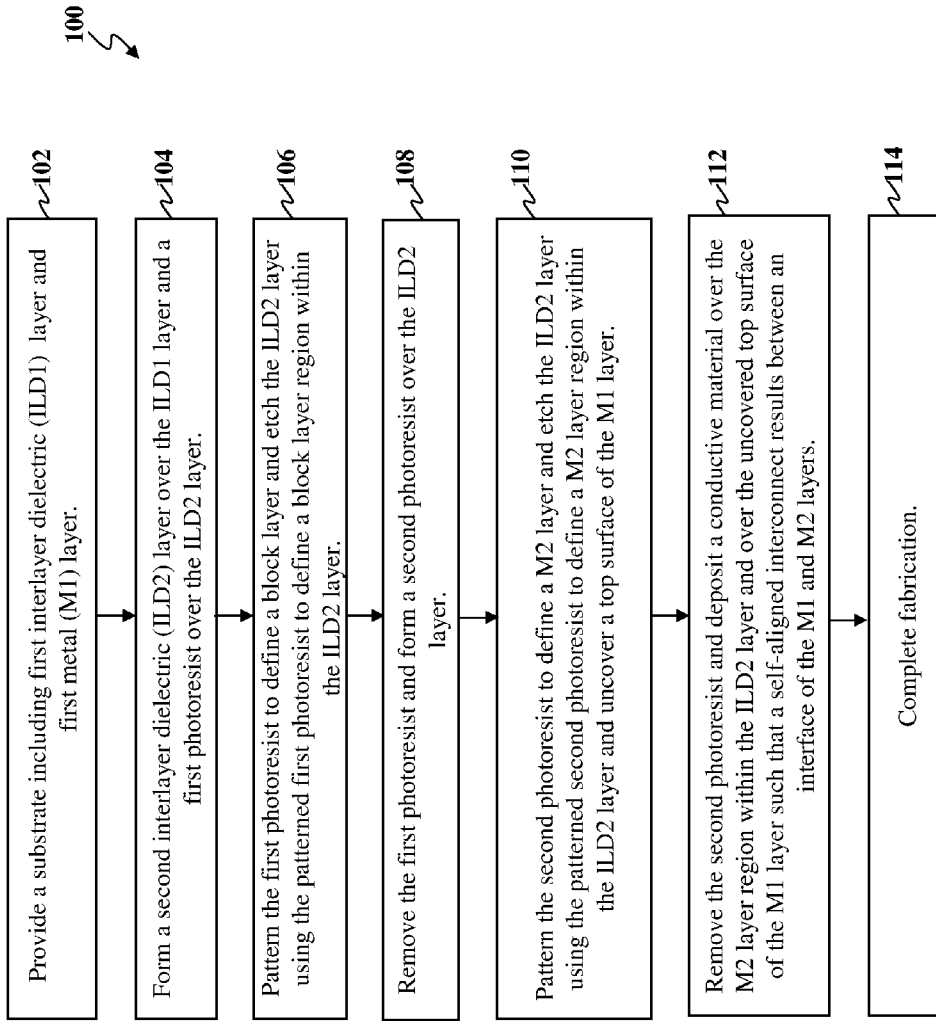 100
102
Provide a substrate including first interlayer dielectric (ILD1) layer and
first metal (M1) layer.
104
Form a second interlayer dielectric (ILD2) layer over the ILD1 layer and a
first photoresist over the ILD2 layer.
106
Pattern the first photoresist to define a block layer and etch the ILD2 layer
using the patterned first photoresist to define a block layer region within
the ILD2 layer.
108
Remove the first photoresist and form a second photoresist over the ILD2
layer.
110
Pattern the second photoresist to define a M2 layer and etch the ILD2 layer
using the patterned second photoresist to define a M2 layer region within
the ILD2 layer and uncover a top surface of the M1 layer.
112
Remove the second photoresist and deposit a conductive material over the
M2 layer region within the ILD2 layer and over the uncovered top surface
of the M1 layer such that a self-aligned interconnect results between an
interface of the M1 and M2 layers.
114
Complete fabrication.